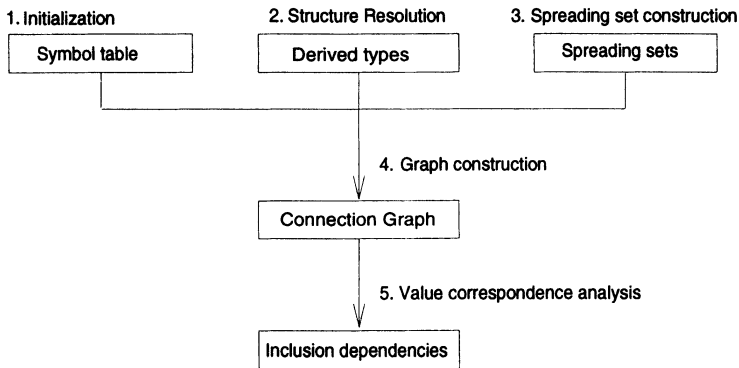 1. Initialization
2. Structure Resolution
3. Spreading set construction
Symbol table
Derived types
Spreading sets
4. Graph construction
Connection Graph
5. Value correspondence analysis
Inclusion dependencies